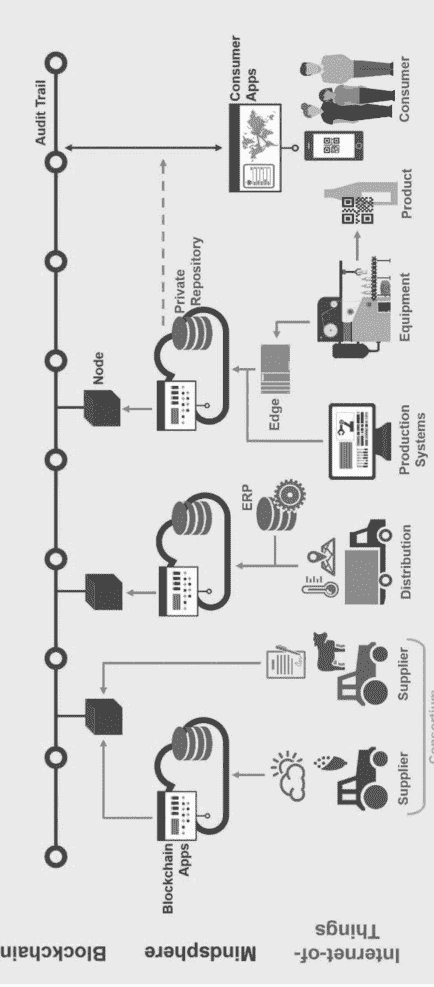 Blockchain
Audit Trail
Node
Mindsphere
Blockchain
Apps
Private
Repository
Consumer
Apps
Internet-of-
Things
ERP
Edge
Supplier
Supplier
Distribution
Production
Systems
Equipment
Product
Consumer
Consortium